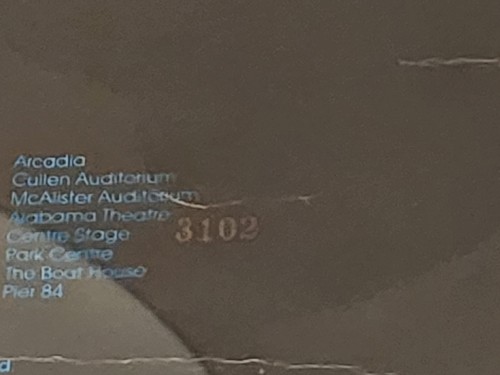 Arcadia
Cullen Auditorium
McAlister Auditorium
Alabama Theatre
Centre Stage
Park Centre
The Boat House
Pier 84
3102
d